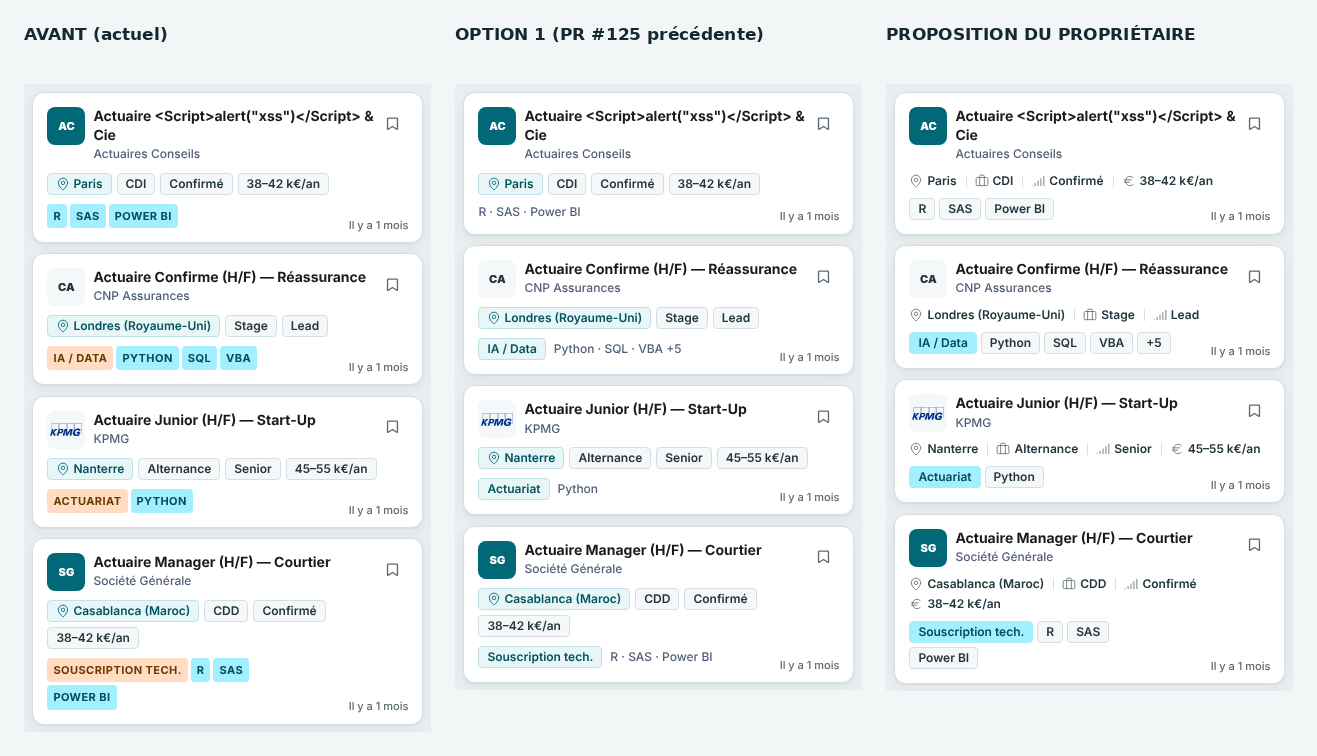 AVANT (actuel)
AC
Actuaire <Script>alert("xss")</Script> &
Cie
Actuaires Conseils
Paris CDI Confirmé 38–42 k€/an
R SAS POWER BI
Il y a 1 mois
CA
Actuaire Confirme (H/F) — Réassurance
CNP Assurances
Londres (Royaume-Uni) Stage Lead
IA / DATA PYTHON SQL VBA
Il y a 1 mois
KPMG
Actuaire Junior (H/F) — Start-Up
KPMG
Nanterre Alternance Senior 45–55 k€/an
ACTUARIAT PYTHON
Il y a 1 mois
SG
Actuaire Manager (H/F) — Courtier
Société Générale
Casablanca (Maroc) CDD Confirmé
38–42 k€/an
SOUSCRIPTION TECH. R SAS
POWER BI
Il y a 1 mois
OPTION 1 (PR #125 précédente)
AC
Actuaire <Script>alert("xss")</Script> &
Cie
Actuaires Conseils
Paris CDI Confirmé 38–42 k€/an
R · SAS · Power BI
Il y a 1 mois
CA
Actuaire Confirme (H/F) — Réassurance
CNP Assurances
Londres (Royaume-Uni) Stage Lead
IA / Data Python · SQL · VBA +5
Il y a 1 mois
KPMG
Actuaire Junior (H/F) — Start-Up
KPMG
Nanterre Alternance Senior 45–55 k€/an
Actuariat Python
Il y a 1 mois
SG
Actuaire Manager (H/F) — Courtier
Société Générale
Casablanca (Maroc) CDD Confirmé
38–42 k€/an
Souscription tech. R · SAS · Power BI
Il y a 1 mois
PROPOSITION DU PROPRIÉTAIRE
AC
Actuaire <Script>alert("xss")</Script> &
Cie
Actuaires Conseils
Paris CDI Confirmé € 38–42 k€/an
R SAS Power BI
Il y a 1 mois
CA
Actuaire Confirme (H/F) — Réassurance
CNP Assurances
Londres (Royaume-Uni) Stage Lead
IA / Data Python SQL VBA +5
Il y a 1 mois
KPMG
Actuaire Junior (H/F) — Start-Up
KPMG
Nanterre Alternance Senior € 45–55 k€/an
Actuariat Python
Il y a 1 mois
SG
Actuaire Manager (H/F) — Courtier
Société Générale
Casablanca (Maroc) CDD Confirmé
€ 38–42 k€/an
Souscription tech. R SAS
Power BI
Il y a 1 mois